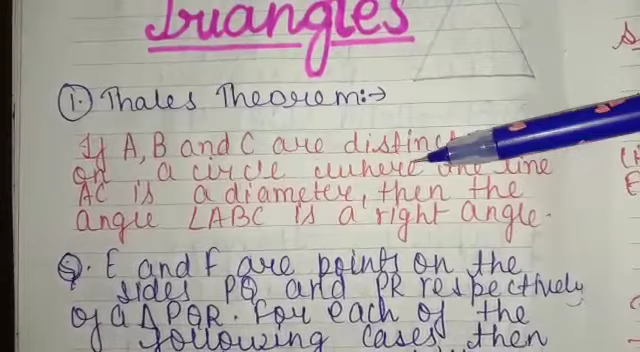 Triangles
1. Thales Theorem:→
If A, B and C are distinct
on a circle where the line
AC is a diameter, then the
angle ∠ABC is a right angle.
Q. E and F are points on the
sides PQ and PR respectively
of a Δ PQR. For each of the
following cases, then